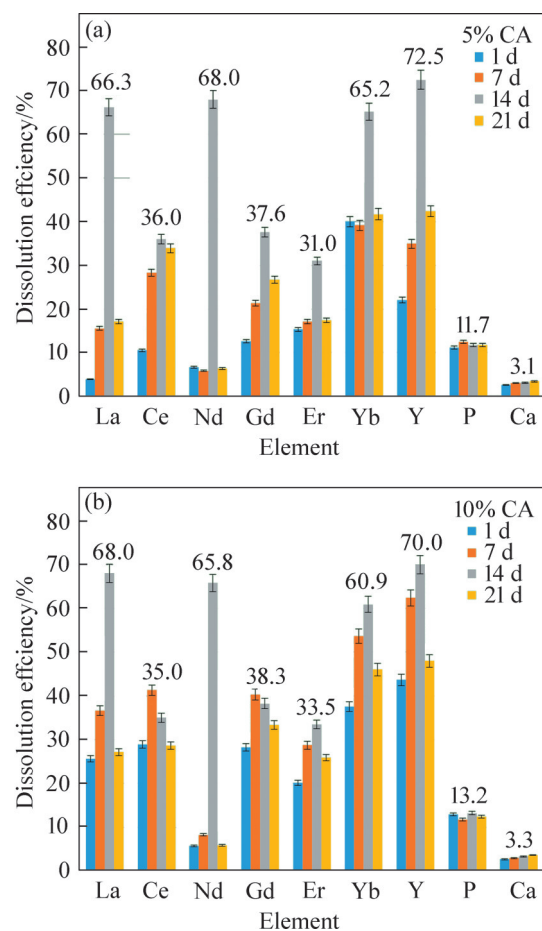 (a)
5% CA
1 d
7 d
14 d
21 d
80
70
60
50
40
30
20
10
0
Dissolution effciency/%
66.3
36.0
68.0
37.6
31.0
65.2
72.5
11.7
3.1
La Ce Nd Gd Er Yb Y P Ca
Element
(b)
10% CA
1 d
7 d
14 d
21 d
80
70
60
50
40
30
20
10
0
Dissolution effciency/%
68.0
35.0
65.8
38.3
33.5
60.9
70.0
13.2
3.3
La Ce Nd Gd Er Yb Y P Ca
Element